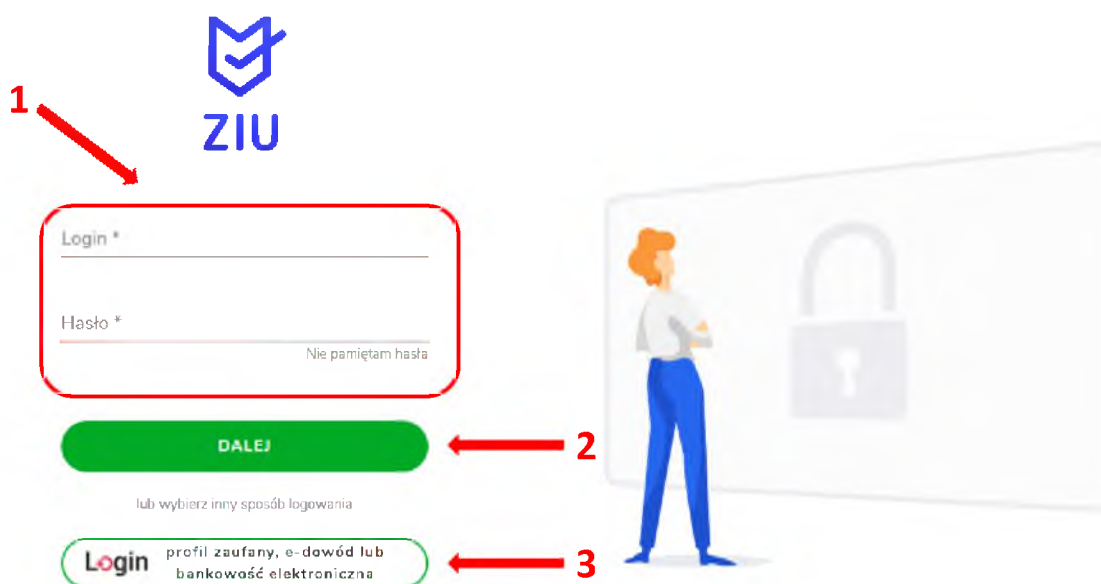 1
ZIU
Login *
Hasło *
Nie pamiętam hasła
DALEJ
2
lub wybierz inny sposób logowania
Login profil zaufany, e-dowód lub
bankowość elektroniczna
3